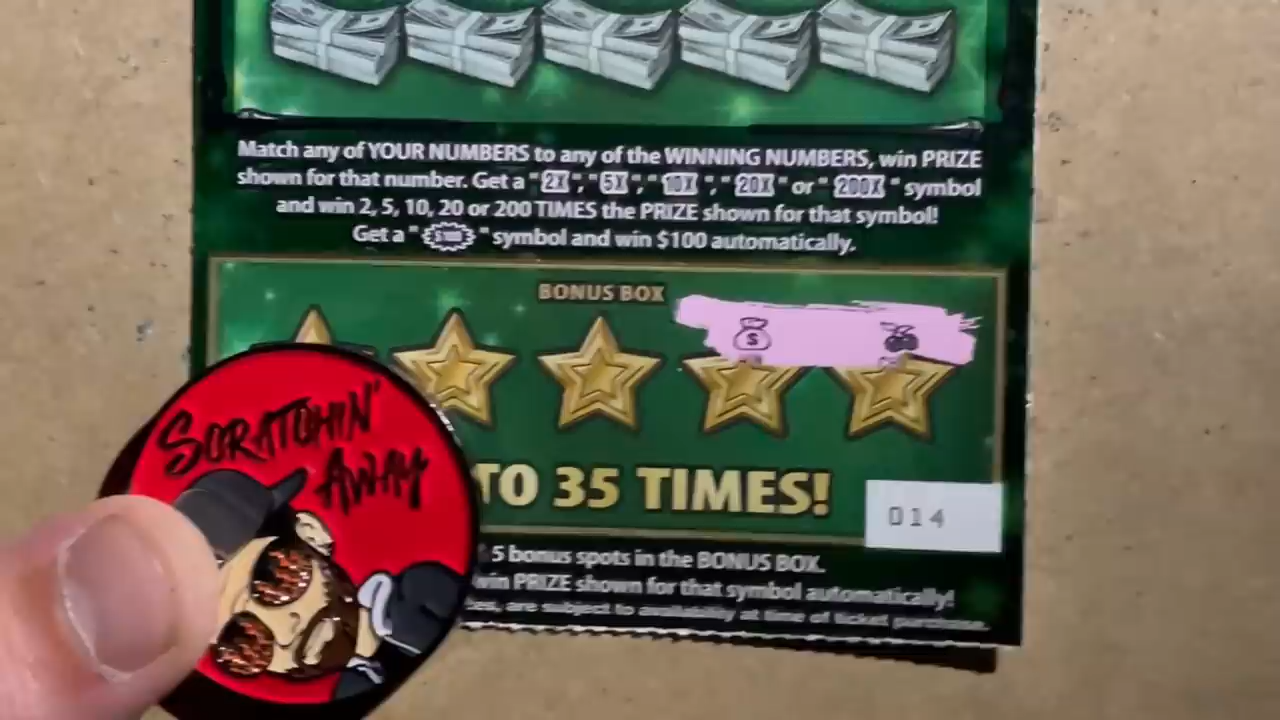 Match any of YOUR NUMBERS to any of the WINNING NUMBERS, win PRIZE
shown for that number. Get a "2X", "5X", "10X", "20X" or "200X" symbol
and win 2, 5, 10, 20 or 200 TIMES the PRIZE shown for that symbol!
Get a "$100" symbol and win $100 automatically.
BONUS BOX
$
SCRATCHIN'
AWAY
TO 35 TIMES!
014
5 bonus spots in the BONUS BOX.
win PRIZE shown for that symbol automatically!
are subject to availability at time of ticket purchase.